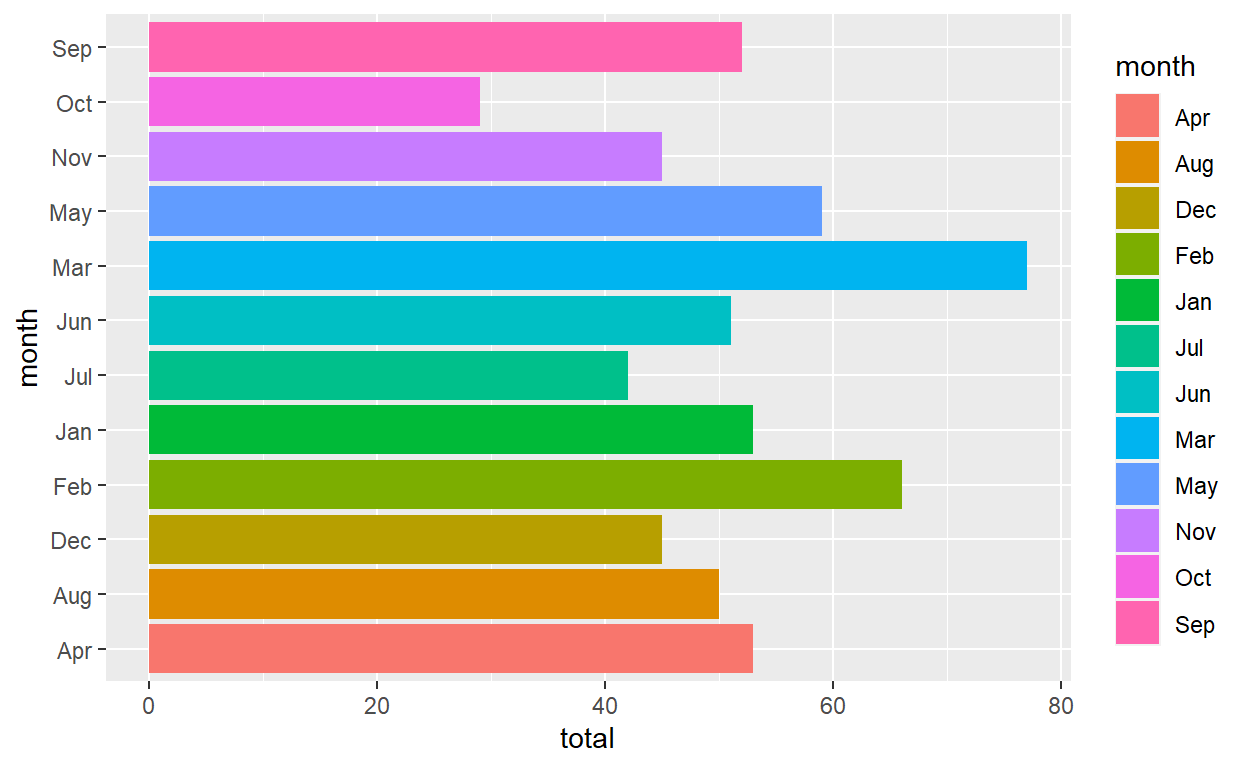 Sep
Oct
Nov
May
Mar
Jun
Jul
Jan
Feb
Dec
Aug
Apr
month
0 20 40 60 80
total
month
Apr
Aug
Dec
Feb
Jan
Jul
Jun
Mar
May
Nov
Oct
Sep